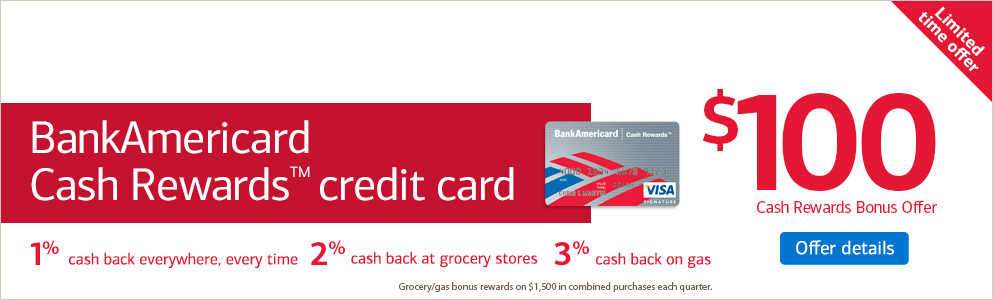 Limited
time offer
BankAmericard
Cash Rewards™ credit card
BankAmericard Cash Rewards™
VISA
SIGNATURE
$100
Cash Rewards Bonus Offer
Offer details
1% cash back everywhere, every time 2% cash back at grocery stores 3% cash back on gas
Grocery/gas bonus rewards on $1,500 in combined purchases each quarter.